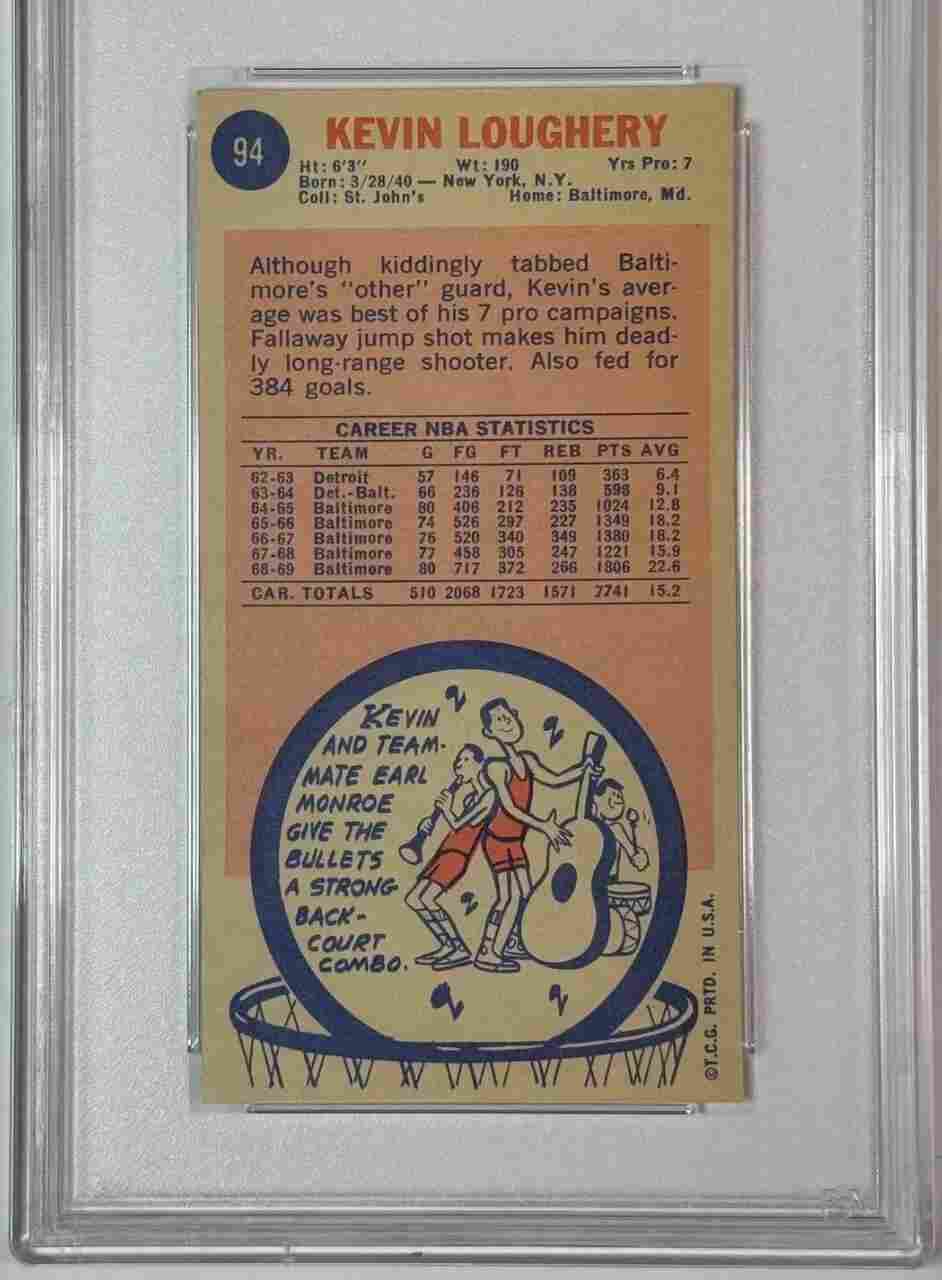 94
KEVIN LOUGHERY
Ht: 6'3" Wt: 190 Yrs Pro: 7
Born: 3/28/40 — New York, N.Y.
Coll: St. John's Home: Baltimore, Md.
Although kiddingly tabbed Balti-
more's "other" guard, Kevin's aver-
age was best of his 7 pro campaigns.
Fallaway jump shot makes him dead-
ly long-range shooter. Also fed for
384 goals.
CAREER NBA STATISTICS
YR. TEAM G FG FT REB PTS AVG
62-63 Detroit 57 146 71 109 363 6.4
63-64 Det.-Balt. 66 236 126 138 598 9.1
64-65 Baltimore 80 406 212 235 1024 12.8
65-66 Baltimore 74 526 297 227 1349 18.2
66-67 Baltimore 76 520 340 349 1380 18.2
67-68 Baltimore 77 458 305 247 1221 15.9
68-69 Baltimore 80 717 372 266 1806 22.6
CAR. TOTALS 510 2068 1723 1571 7741 15.2
KEVIN
AND TEAM-
MATE EARL
MONROE
GIVE THE
BULLETS
A STRONG
BACK-
COURT
COMBO.
©T.C.G. PRTD. IN U.S.A.